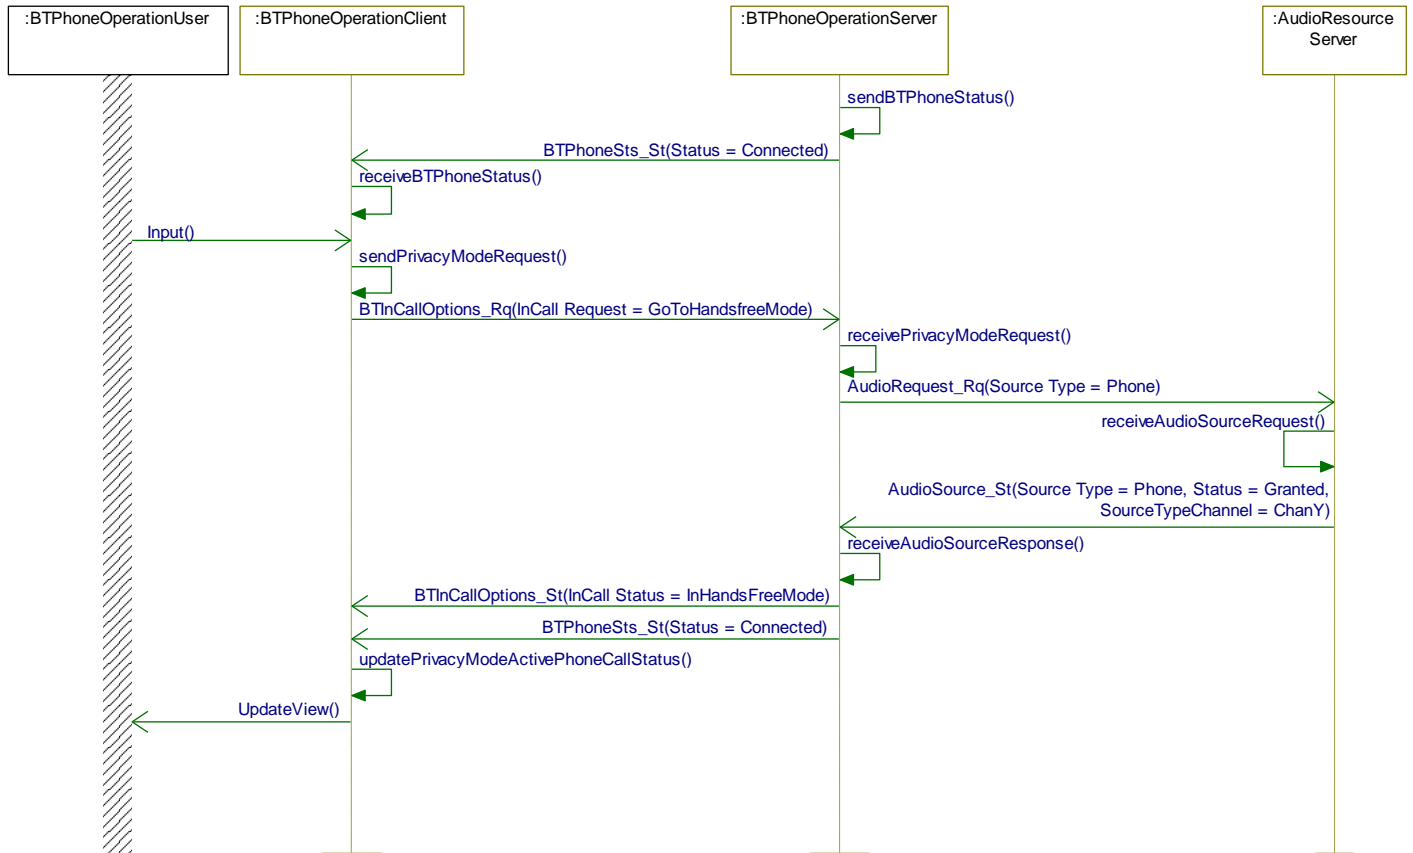 :BTPhoneOperationUser
:BTPhoneOperationClient
:BTPhoneOperationServer
:AudioResource
Server
sendBTPhoneStatus()
BTPhoneSts_St(Status = Connected)
receiveBTPhoneStatus()
Input()
sendPrivacyModeRequest()
BTInCallOptions_Rq(InCall Request = GoToHandsfreeMode)
receivePrivacyModeRequest()
AudioRequest_Rq(Source Type = Phone)
receiveAudioSourceRequest()
AudioSource_St(Source Type = Phone, Status = Granted,
SourceTypeChannel = ChanY)
receiveAudioSourceResponse()
BTInCallOptions_St(InCall Status = InHandsFreeMode)
BTPhoneSts_St(Status = Connected)
updatePrivacyModeActivePhoneCallStatus()
UpdateView()